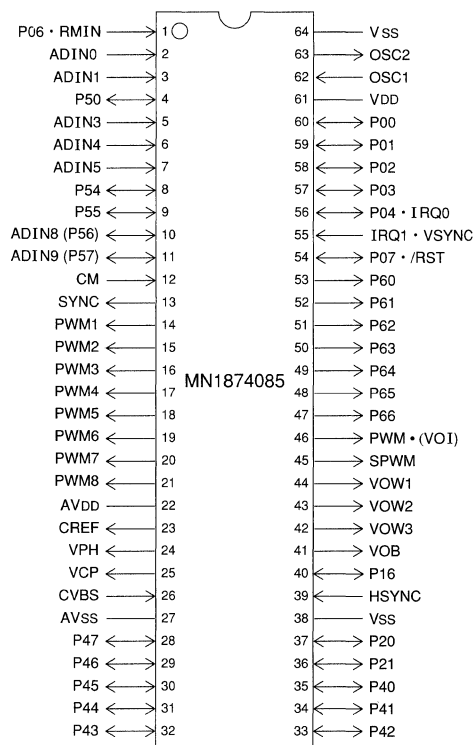 P06・RMIN 1 64 VSS
ADIN0 2 63 OSC2
ADIN1 3 62 OSC1
P50 4 61 VDD
ADIN3 5 60 P00
ADIN4 6 59 P01
ADIN5 7 58 P02
P54 8 57 P03
P55 9 56 P04・IRQ0
ADIN8 (P56) 10 55 IRQ1・VSYNC
ADIN9 (P57) 11 54 P07・/RST
CM 12 53 P60
SYNC 13 52 P61
PWM1 14 51 P62
PWM2 15 50 P63
PWM3 16 49 P64
MN1874085
PWM4 17 48 P65
PWM5 18 47 P66
PWM6 19 46 PWM・(VOI)
PWM7 20 45 SPWM
PWM8 21 44 VOW1
AVDD 22 43 VOW2
CREF 23 42 VOW3
VPH 24 41 VOB
VCP 25 40 P16
CVBS 26 39 HSYNC
AVSS 27 38 VSS
P47 28 37 P20
P46 29 36 P21
P45 30 35 P40
P44 31 34 P41
P43 32 33 P42